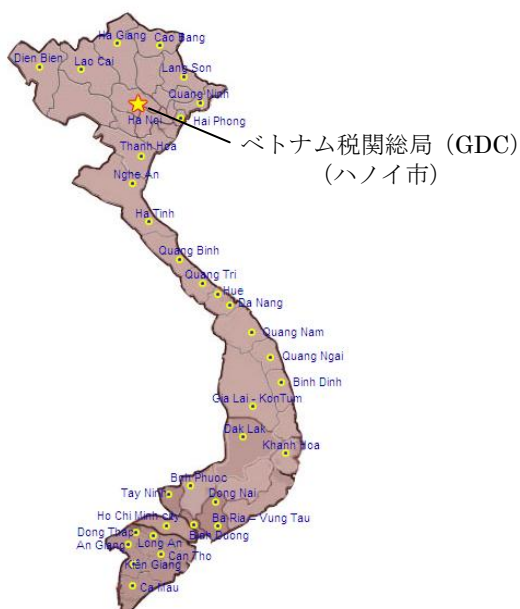 Ha Giang
Cao Bang
Dien Bien
Lao Cai
Lang Son
Quang Ninh
Ha Noi
Hai Phong
ベトナム税関総局（GDC）
（ハノイ市）
Thanh Hoa
Nghe An
Ha Tinh
Quang Binh
Quang Tri
Hue
Da Nang
Quang Nam
Quang Ngai
Binh Dinh
Gia Lai - KonTum
Dak Lak
Khanh Hoa
Binh Phuoc
Tay Ninh
Dong Nai
Ho Chi Minh city
Ba Ria - Vung Tau
Dong Thap
Binh Duong
An Giang
Long An
Can Tho
Kien Giang
Ca Mau